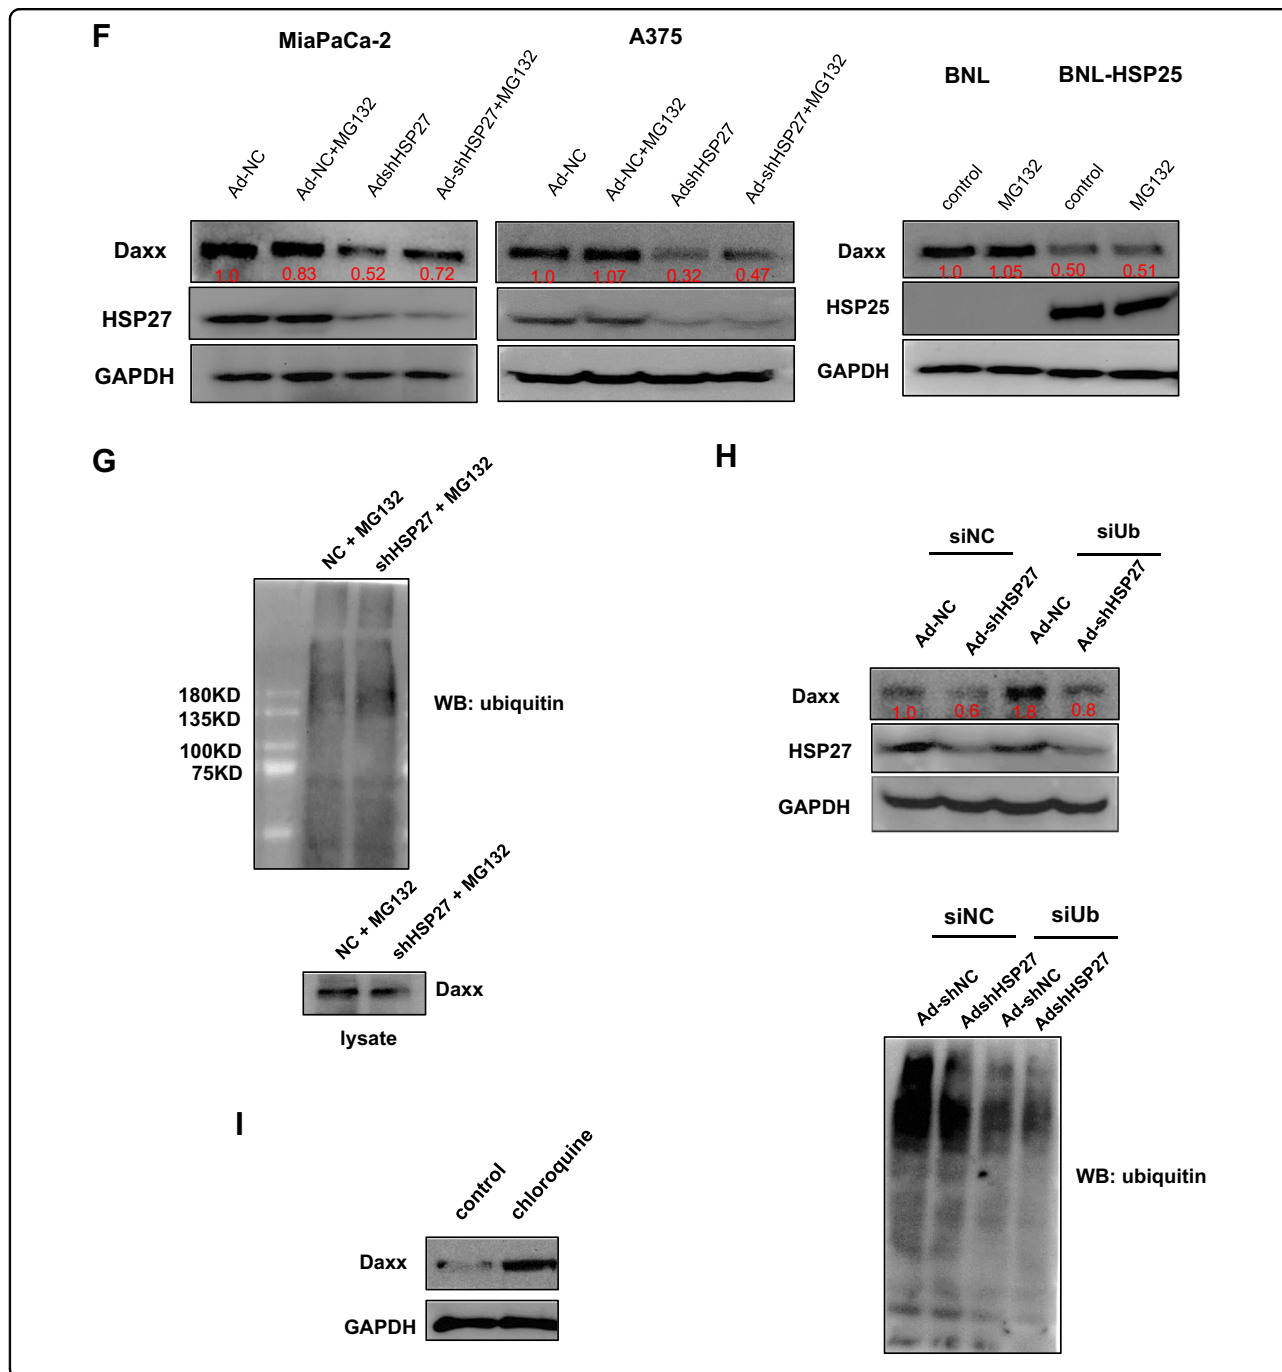 F
MiaPaCa-2
A375
BNL
BNL-HSP25
Ad-NC
Ad-NC+MG132
AdshHSP27
Ad-shHSP27+MG132
Ad-NC
Ad-NC+MG132
AdshHSP27
Ad-shHSP27+MG132
control
MG132
control
MG132
Daxx
1.0 0.83 0.52 0.72
1.0 1.07 0.32 0.47
Daxx
1.0 1.05 0.50 0.51
HSP27
HSP25
GAPDH
GAPDH
G
NC + MG132
shHSP27 + MG132
180KD
135KD
100KD
75KD
WB: ubiquitin
NC + MG132
shHSP27 + MG132
Daxx
lysate
H
siNC
siUb
Ad-NC
Ad-shHSP27
Ad-NC
Ad-shHSP27
Daxx
1.0 0.6 1.8 0.8
HSP27
GAPDH
siNC
siUb
Ad-shNC
AdshHSP27
Ad-shNC
AdshHSP27
WB: ubiquitin
I
control
chloroquine
Daxx
GAPDH